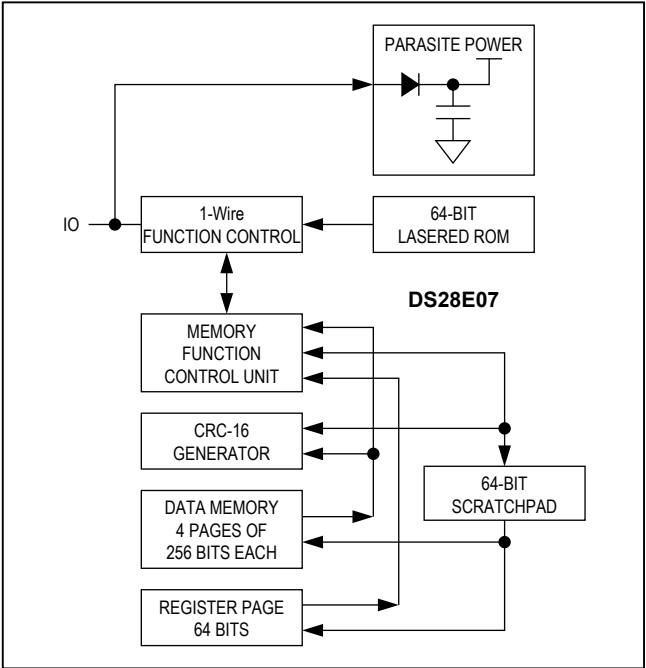 PARASITE POWER
IO
1-Wire
FUNCTION CONTROL
64-BIT
LASERED ROM
DS28E07
MEMORY
FUNCTION
CONTROL UNIT
CRC-16
GENERATOR
64-BIT
SCRATCHPAD
DATA MEMORY
4 PAGES OF
256 BITS EACH
REGISTER PAGE
64 BITS